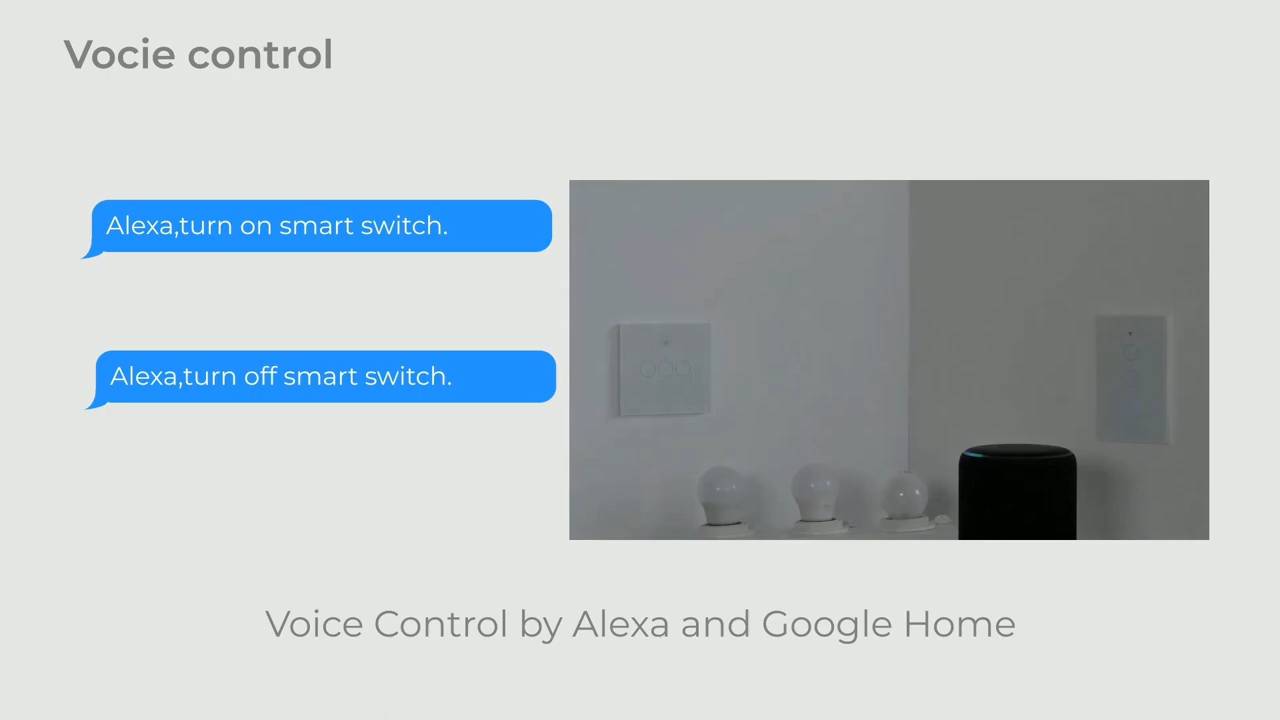 Vocie control
Alexa,turn on smart switch.
Alexa,turn off smart switch.
Voice Control by Alexa and Google Home